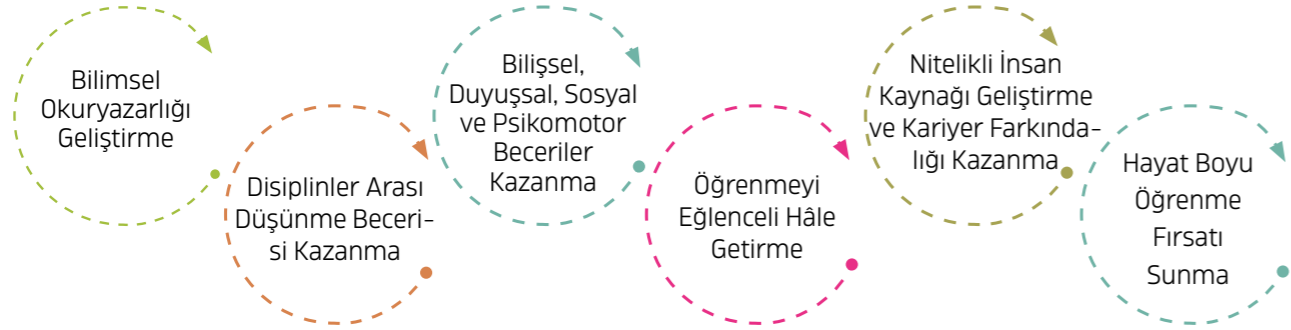 Bilimsel
Okuryazarlığı
Geliştirme
Disiplinler Arası
Düşünme Beceri-
si Kazanma
Bilişsel,
Duyuşsal, Sosyal
ve Psikomotor
Beceriler
Kazanma
Öğrenmeyi
Eğlenceli Hâle
Getirme
Nitelikli İnsan
Kaynağı Geliştirme
ve Kariyer Farkında-
lığı Kazanma
Hayat Boyu
Öğrenme
Fırsatı
Sunma